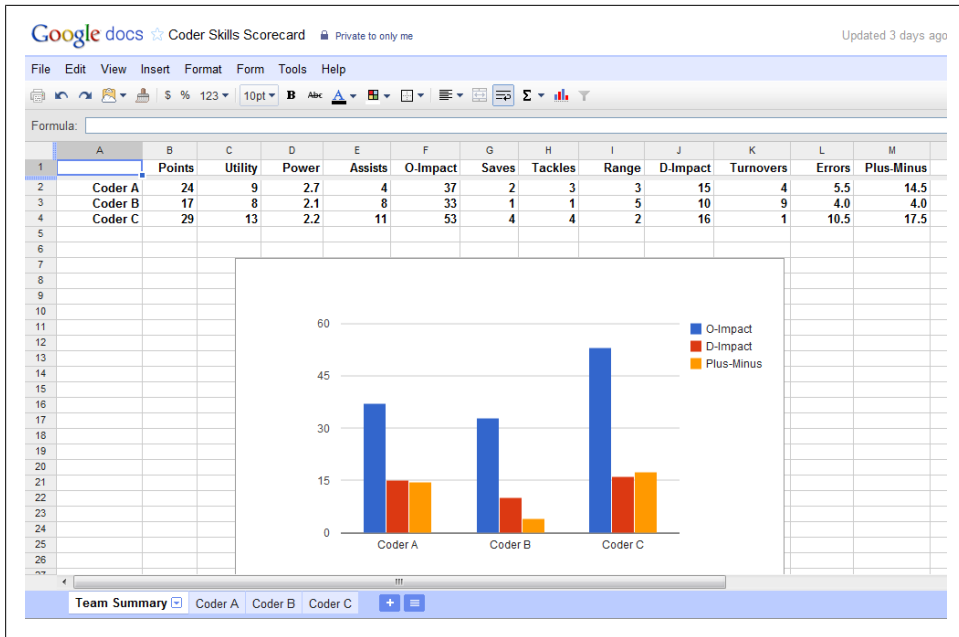 Google docs Coder Skills Scorecard Private to only me Updated 3 days ago
File Edit View Insert Format Form Tools Help
$ % 123 10pt B Abc A Σ
Formula:
A B C D E F G H I J K L M
1 Points Utility Power Assists O-Impact Saves Tackles Range D-Impact Turnovers Errors Plus-Minus
2 Coder A 24 9 2.7 4 37 2 3 3 15 4 5.5 14.5
3 Coder B 17 8 2.1 8 33 1 1 5 10 9 4.0 4.0
4 Coder C 29 13 2.2 11 53 4 4 2 16 1 10.5 17.5
5
6
7
8
9
10
11 60 O-Impact
12 D-Impact
13 Plus-Minus
14 45
15
16
17
18 30
19
20
21 15
22
23
24 0
25 Coder A Coder B Coder C
26
27
Team Summary Coder A Coder B Coder C +